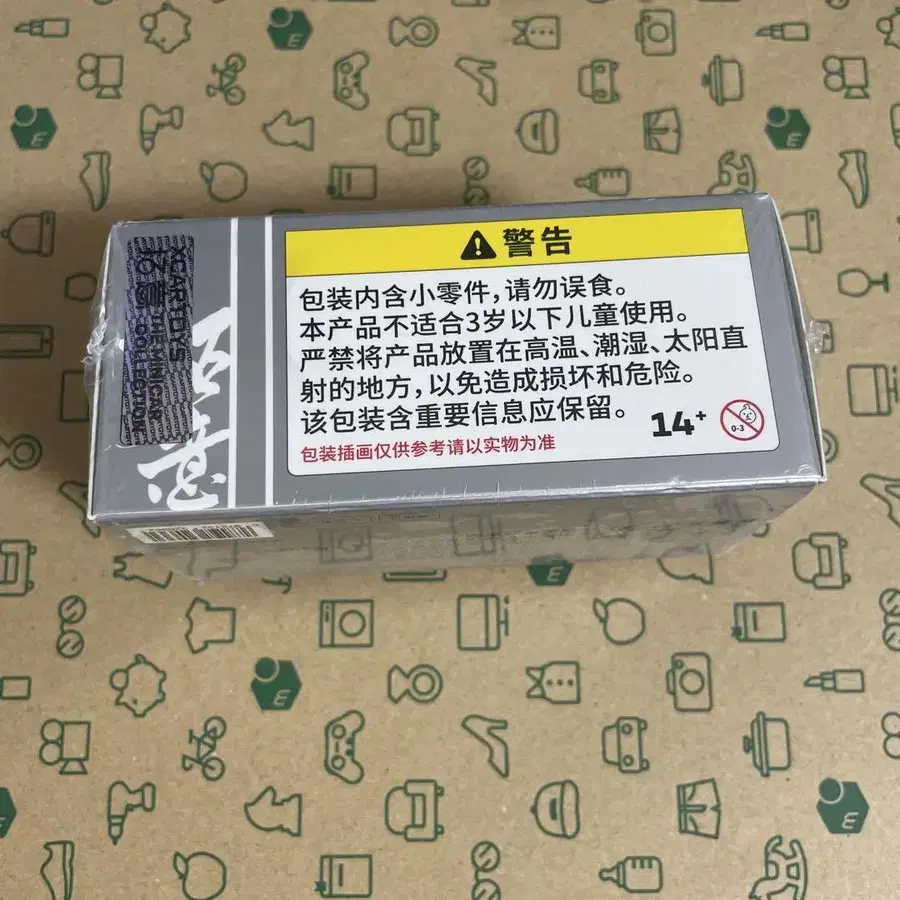 警告
包装内含小零件，请勿误食。
本产品不适合3岁以下儿童使用。
严禁将产品放置在高温、潮湿、太阳直
射的地方，以免造成损坏和危险。
该包装含重要信息应保留。
14+
0-3
包装插画仅供参考请以实物为准
XCARTOYS
THE MINGRB
COLLECTION